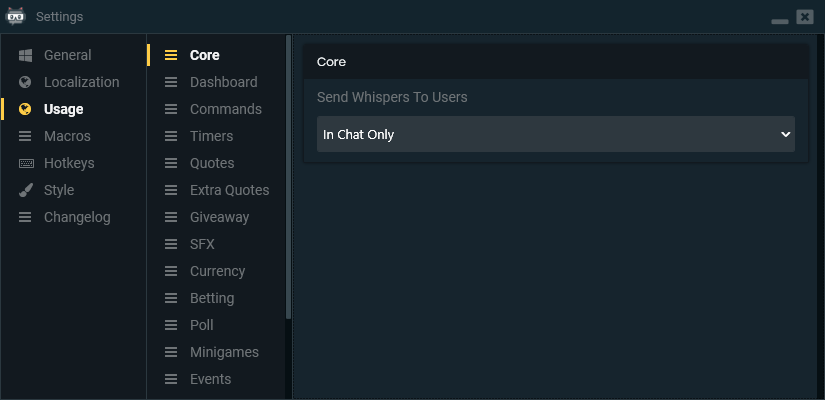 Settings
General
Localization
Usage
Macros
Hotkeys
Style
Changelog
Core
Dashboard
Commands
Timers
Quotes
Extra Quotes
Giveaway
SFX
Currency
Betting
Poll
Minigames
Events
Core
Send Whispers To Users
In Chat Only